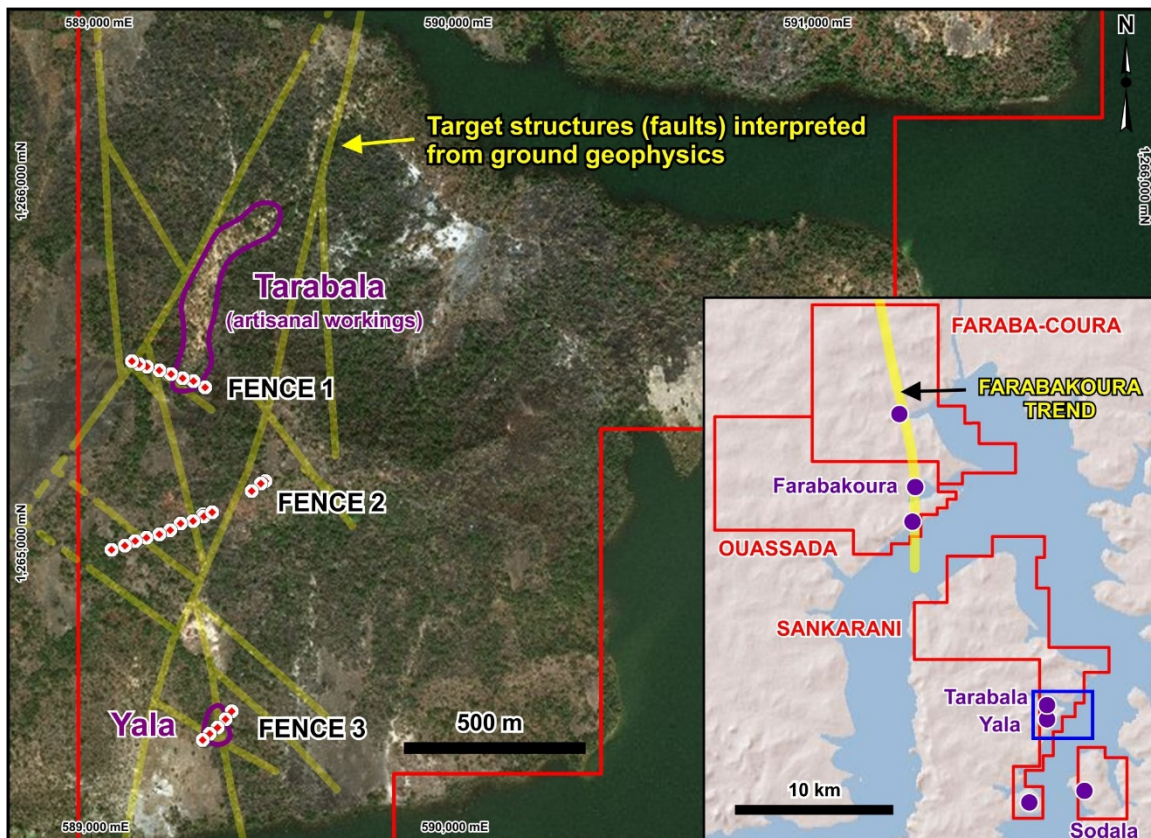 589,000 mE
590,000 mE
591,000 mE
N
1,266,000 mN
1,266,000 mN
Target structures (faults) interpreted
from ground geophysics
Tarabala
(artisanal workings)
FENCE 1
FENCE 2
1,265,000 mN
Yala
FENCE 3
500 m
589,000 mE
590,000 mE
FARABA-COURA
FARABAKOURA
TREND
Farabakoura
OUASSADA
SANKARANI
Tarabala
Yala
10 km
Sodala